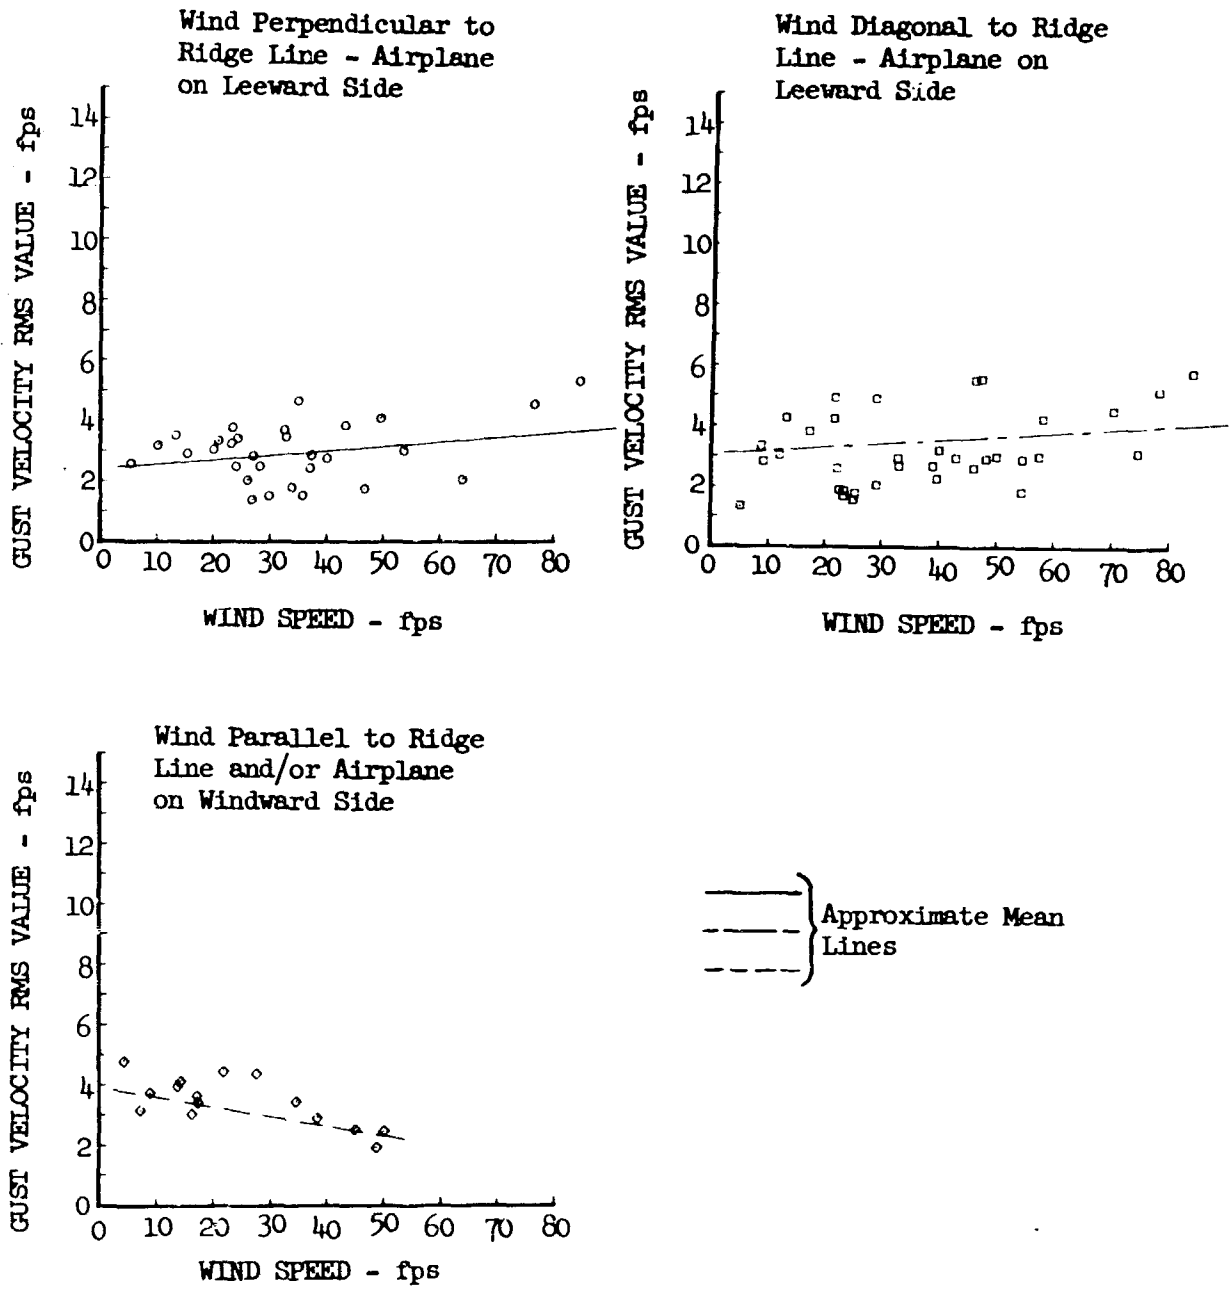 Wind Perpendicular to
Ridge Line - Airplane
on Leeward Side
GUST VELOCITY RMS VALUE - fps
14
12
10
8
6
4
2
0
0 10 20 30 40 50 60 70 80
WIND SPEED - fps
Wind Diagonal to Ridge
Line - Airplane on
Leeward Side
GUST VELOCITY RMS VALUE - fps
14
12
10
8
6
4
2
0
0 10 20 30 40 50 60 70 80
WIND SPEED - fps
Wind Parallel to Ridge
Line and/or Airplane
on Windward Side
GUST VELOCITY RMS VALUE - fps
14
12
10
8
6
4
2
0
0 10 20 30 40 50 60 70 80
WIND SPEED - fps
Approximate Mean
Lines